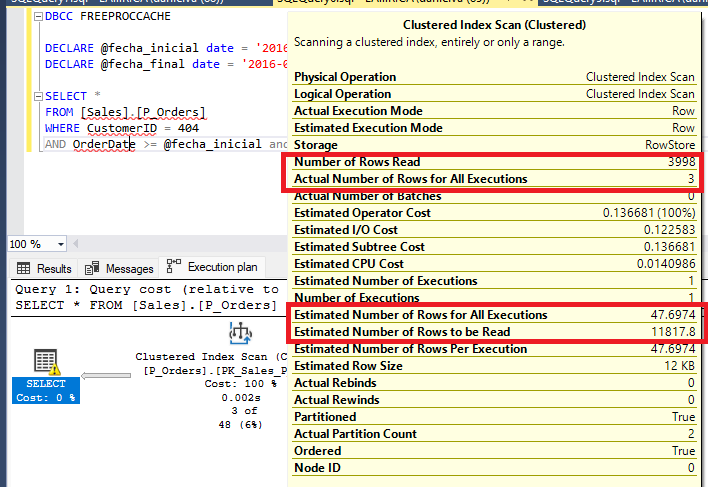 DBCC FREEPROCCACHE
DECLARE @fecha_inicial date = '2016
DECLARE @fecha_final date = '2016-0
SELECT *
FROM [Sales].[P_Orders]
WHERE CustomerID = 404
AND OrderDate >= @fecha_inicial an
100 %
Results Messages Execution plan
Query 1: Query cost (relative to
SELECT * FROM [Sales].[P_Orders]
SELECT
Cost: 0 %
Clustered Index Scan (C
[P_Orders].[PK_Sales_P
Cost: 100 %
0.002s
3 of
48 (6%)
Clustered Index Scan (Clustered)
Scanning a clustered index, entirely or only a range.
Physical Operation Clustered Index Scan
Logical Operation Clustered Index Scan
Actual Execution Mode Row
Estimated Execution Mode Row
Storage RowStore
Number of Rows Read 3998
Actual Number of Rows for All Executions 3
Actual Number of Batches 0
Estimated Operator Cost 0.136681 (100%)
Estimated I/O Cost 0.122583
Estimated Subtree Cost 0.136681
Estimated CPU Cost 0.0140986
Estimated Number of Executions 1
Number of Executions 1
Estimated Number of Rows for All Executions 47.6974
Estimated Number of Rows to be Read 11817.8
Estimated Number of Rows Per Execution 47.6974
Estimated Row Size 12 KB
Actual Rebinds 0
Actual Rewinds 0
Partitioned True
Actual Partition Count 2
Ordered True
Node ID 0